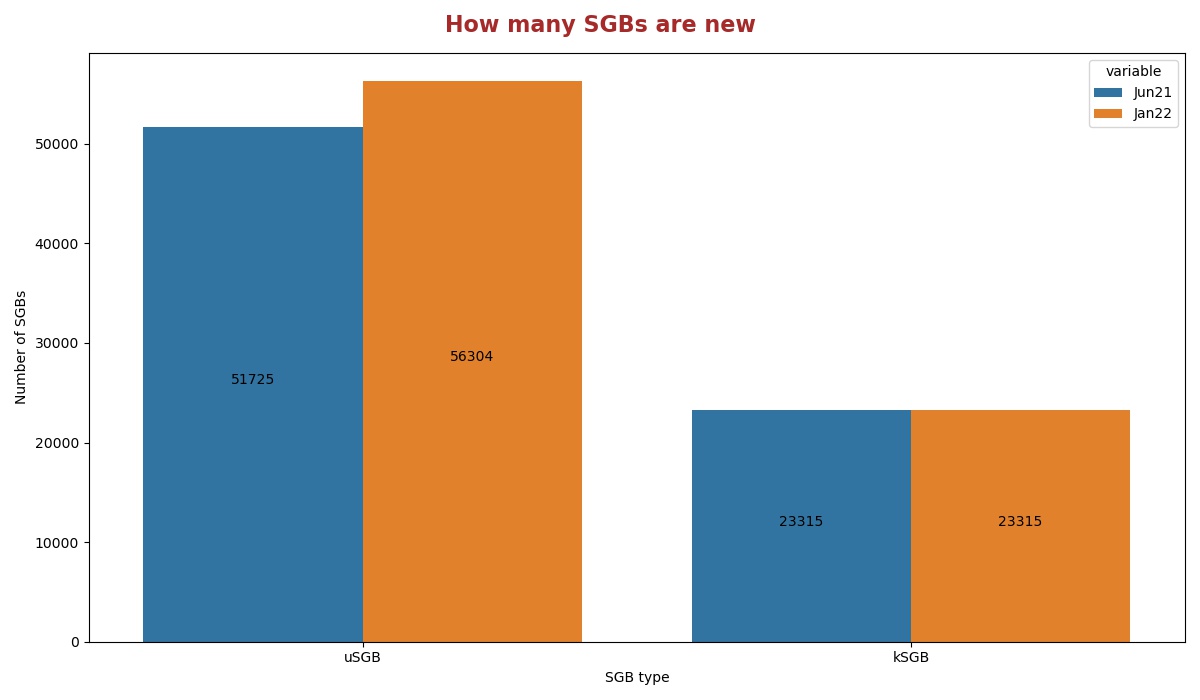 How many SGBs are new
variable
Jun21
Jan22
Number of SGBs
50000
40000
30000
20000
10000
0
51725
56304
23315
23315
uSGB
kSGB
SGB type